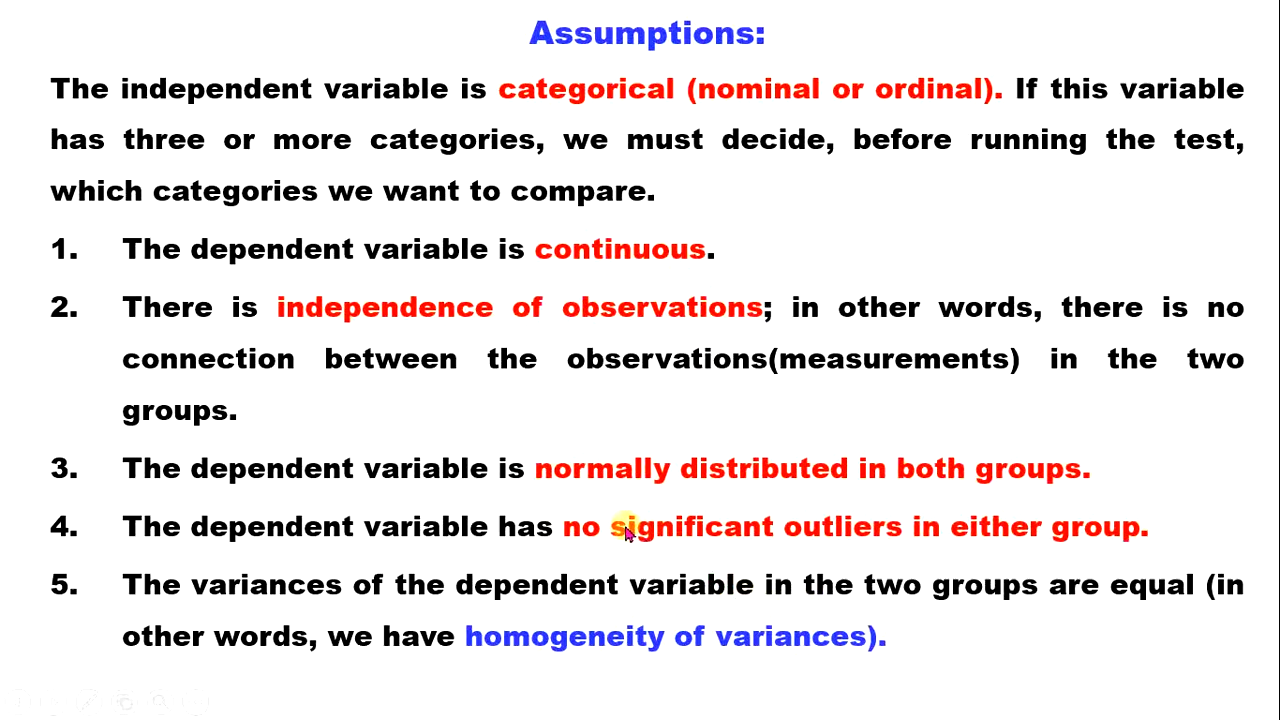 Assumptions:
The independent variable is categorical (nominal or ordinal). If this variable
has three or more categories, we must decide, before running the test,
which categories we want to compare.
1. The dependent variable is continuous.
2. There is independence of observations; in other words, there is no
connection between the observations(measurements) in the two
groups.
3. The dependent variable is normally distributed in both groups.
4. The dependent variable has no significant outliers in either group.
5. The variances of the dependent variable in the two groups are equal (in
other words, we have homogeneity of variances).